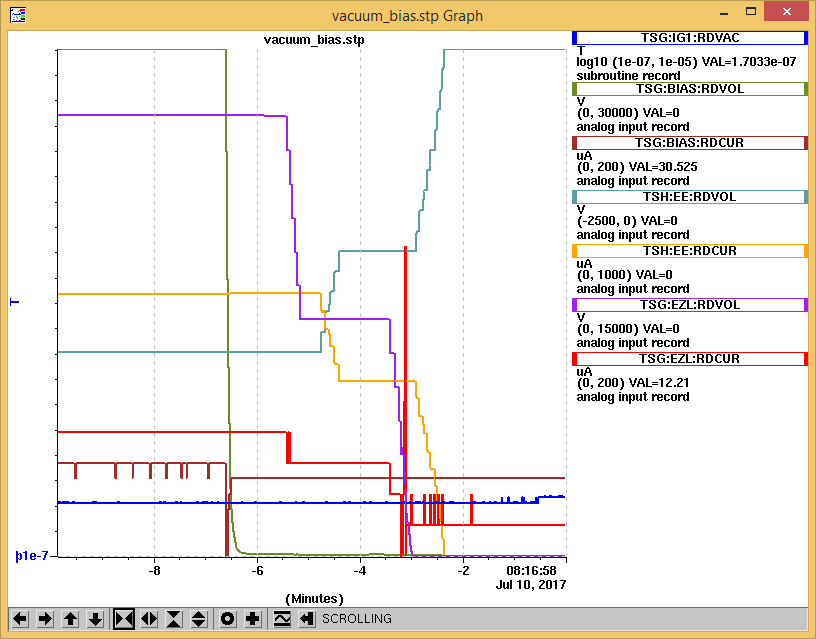 vacuum_bias.stp Graph
vacuum_bias.stp
T
1e-7
-8
-6
-4
-2
08:16:58
Jul 10, 2017
(Minutes)
TSG:IG1:RDVAC
T
log10 (1e-07, 1e-05) VAL=1.7033e-07
subroutine record
TSG:BIAS:RDVOL
V
(0, 30000) VAL=0
analog input record
TSG:BIAS:RDCUR
uA
(0, 200) VAL=30.525
analog input record
TSH:EE:RDVOL
V
(-2500, 0) VAL=0
analog input record
TSH:EE:RDCUR
uA
(0, 1000) VAL=0
analog input record
TSG:EZL:RDVOL
V
(0, 15000) VAL=0
analog input record
TSG:EZL:RDCUR
uA
(0, 200) VAL=12.21
analog input record
SCROLLING